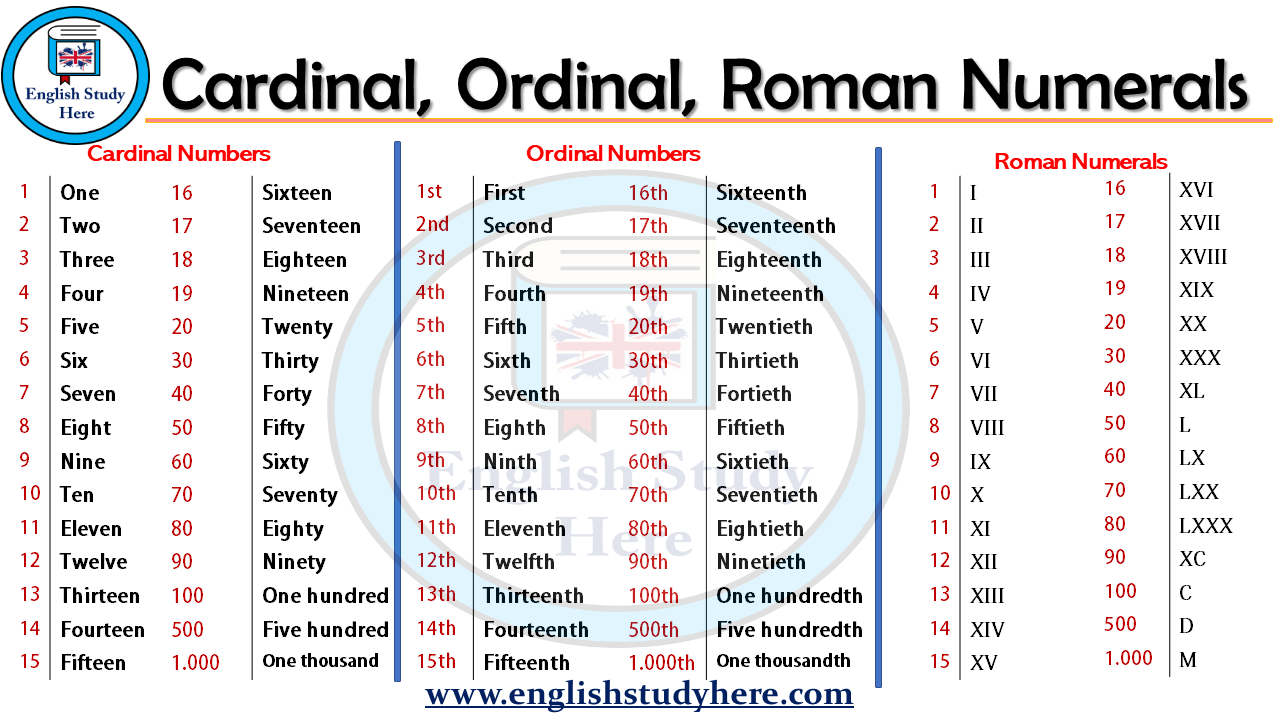 English Study
Here
Cardinal, Ordinal, Roman Numerals
Cardinal Numbers
1 One 16 Sixteen
2 Two 17 Seventeen
3 Three 18 Eighteen
4 Four 19 Nineteen
5 Five 20 Twenty
6 Six 30 Thirty
7 Seven 40 Forty
8 Eight 50 Fifty
9 Nine 60 Sixty
10 Ten 70 Seventy
11 Eleven 80 Eighty
12 Twelve 90 Ninety
13 Thirteen 100 One hundred
14 Fourteen 500 Five hundred
15 Fifteen 1.000 One thousand
Ordinal Numbers
1st First 16th Sixteenth
2nd Second 17th Seventeenth
3rd Third 18th Eighteenth
4th Fourth 19th Nineteenth
5th Fifth 20th Twentieth
6th Sixth 30th Thirtieth
7th Seventh 40th Fortieth
8th Eighth 50th Fiftieth
9th Ninth 60th Sixtieth
10th Tenth 70th Seventieth
11th Eleventh 80th Eightieth
12th Twelfth 90th Ninetieth
13th Thirteenth 100th One hundredth
14th Fourteenth 500th Five hundredth
15th Fifteenth 1.000th One thousandth
Roman Numerals
1 I 16 XVI
2 II 17 XVII
3 III 18 XVIII
4 IV 19 XIX
5 V 20 XX
6 VI 30 XXX
7 VII 40 XL
8 VIII 50 L
9 IX 60 LX
10 X 70 LXX
11 XI 80 LXXX
12 XII 90 XC
13 XIII 100 C
14 XIV 500 D
15 XV 1.000 M
English Study
Here
www.englishstudyhere.com